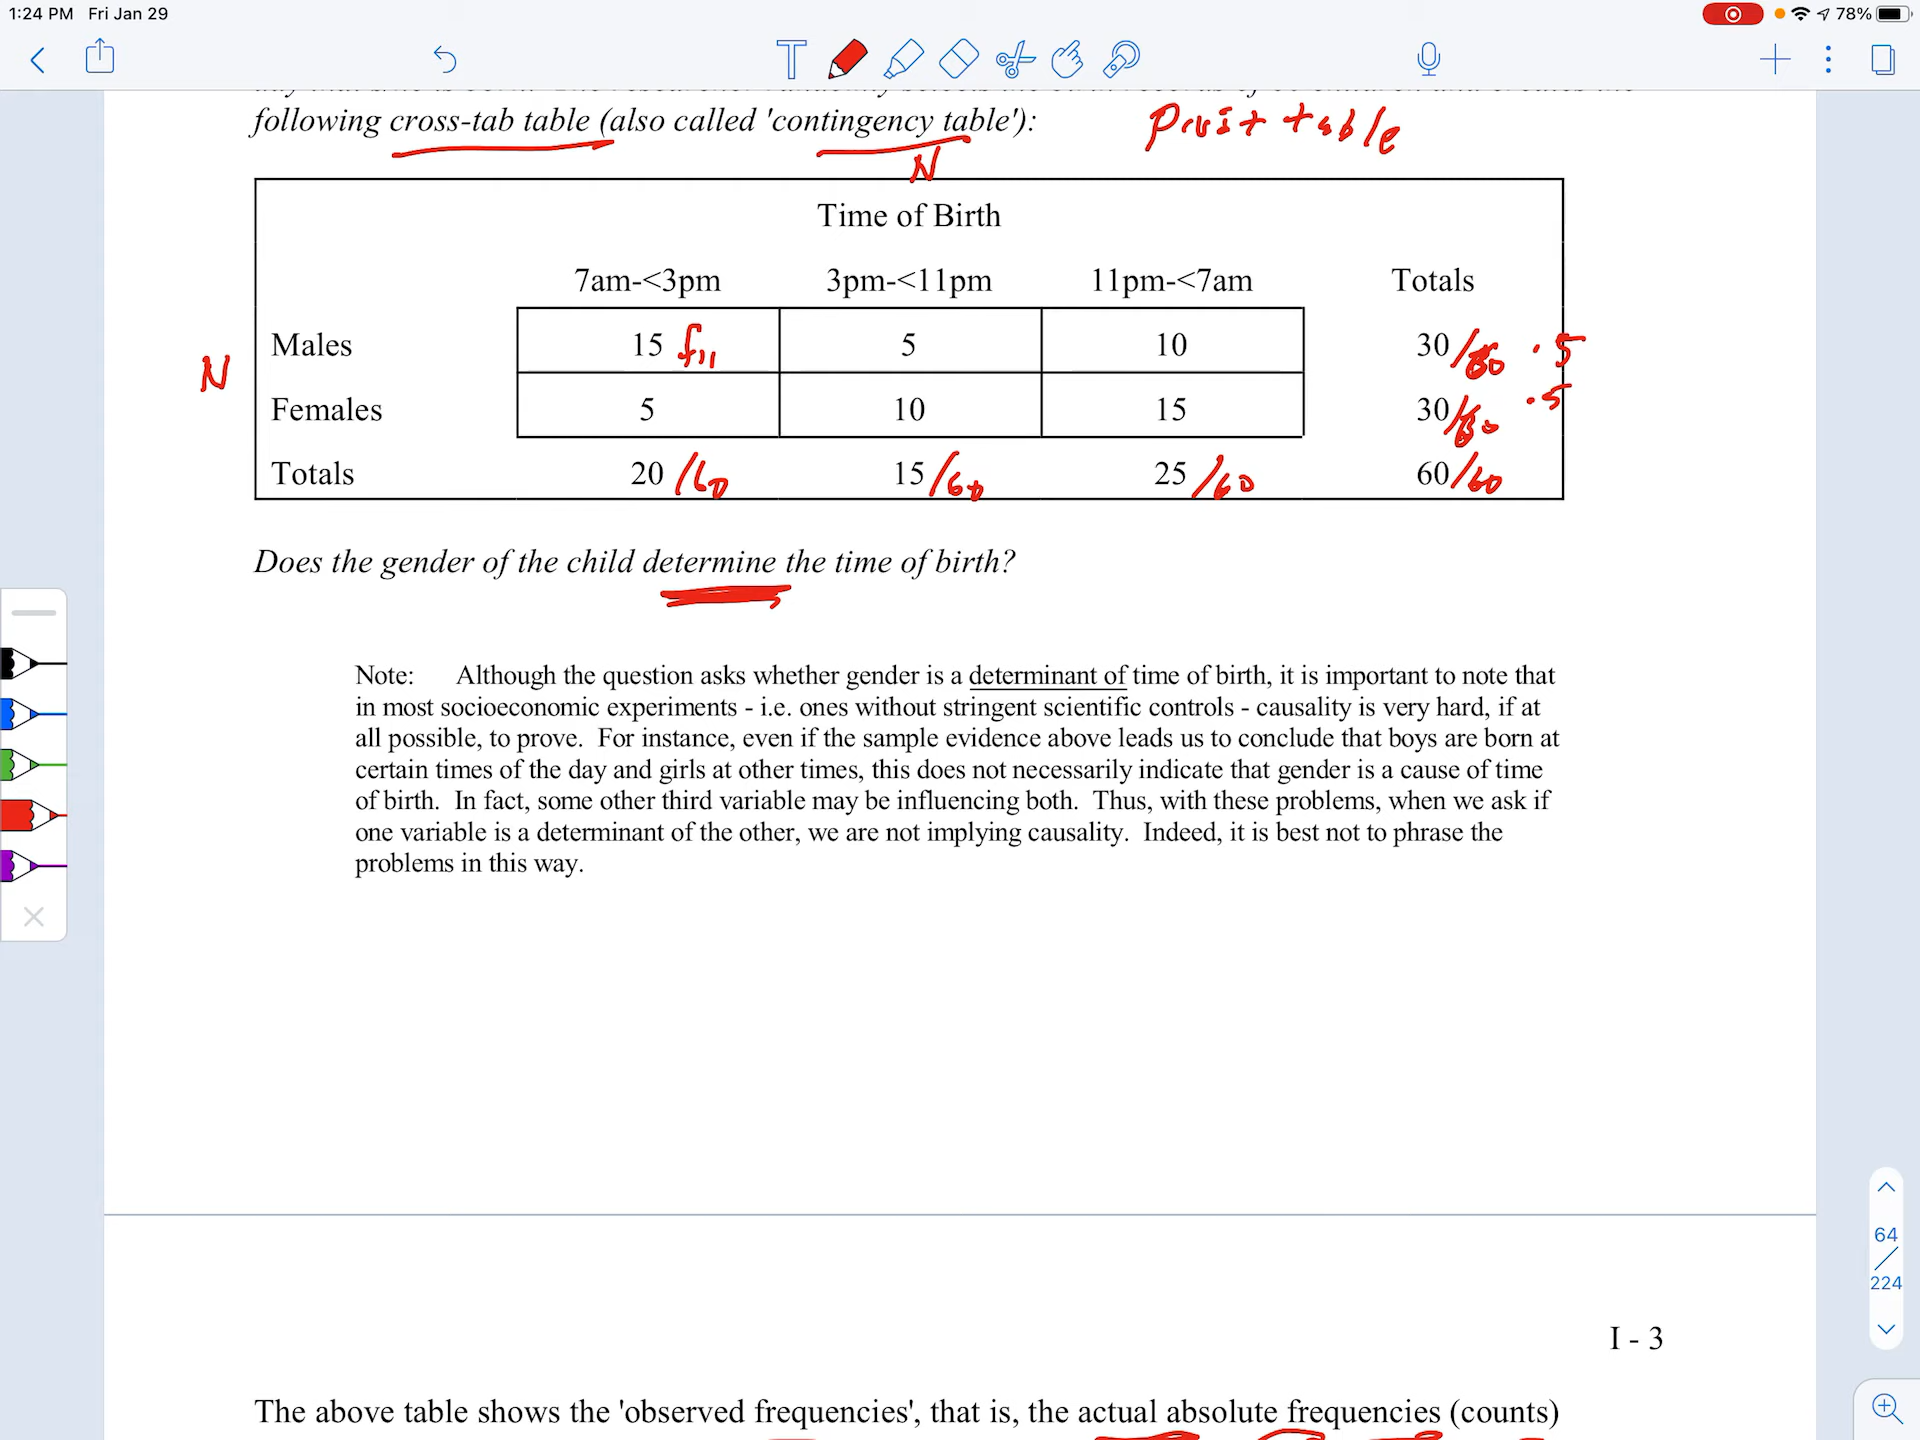 1:24 PM Fri Jan 29
78%
following cross-tab table (also called 'contingency table'):
Pivot table
N
Time of Birth
7am-<3pm 3pm-<11pm 11pm-<7am Totals
Males 15 f11 5 10 30/60 .5
N
Females 5 10 15 30/60 .5
Totals 20/60 15/60 25/60 60/60
Does the gender of the child determine the time of birth?
Note: Although the question asks whether gender is a determinant of time of birth, it is important to note that
in most socioeconomic experiments - i.e. ones without stringent scientific controls - causality is very hard, if at
all possible, to prove. For instance, even if the sample evidence above leads us to conclude that boys are born at
certain times of the day and girls at other times, this does not necessarily indicate that gender is a cause of time
of birth. In fact, some other third variable may be influencing both. Thus, with these problems, when we ask if
one variable is a determinant of the other, we are not implying causality. Indeed, it is best not to phrase the
problems in this way.
64
/
224
I - 3
The above table shows the 'observed frequencies', that is, the actual absolute frequencies (counts)